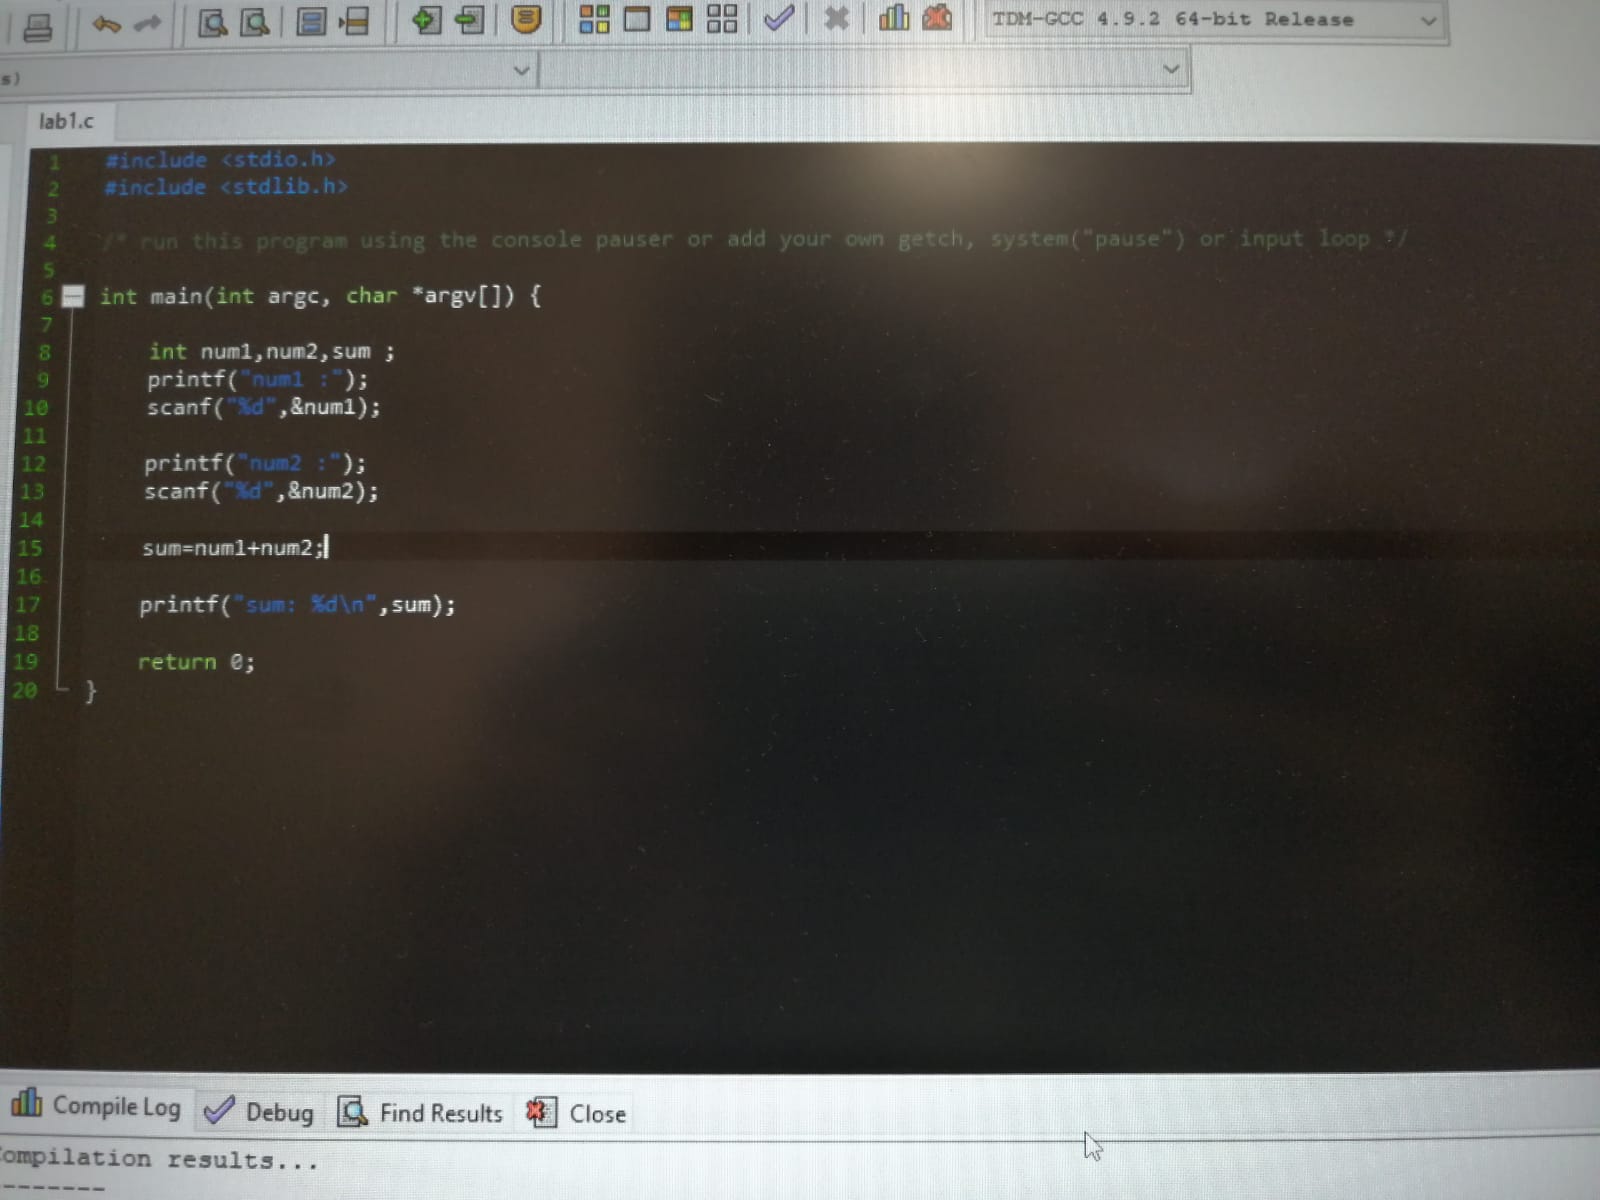 TDM-GCC 4.9.2 64-bit Release
s)
lab1.c
1 #include <stdio.h>
2 #include <stdlib.h>
3
4 /* run this program using the console pauser or add your own getch, system("pause") or input loop */
5
6 int main(int argc, char *argv[]) {
7
8 int num1,num2,sum ;
9 printf("num1 :");
10 scanf("%d",&num1);
11
12 printf("num2 :");
13 scanf("%d",&num2);
14
15 sum=num1+num2;
16
17 printf("sum: %d\n",sum);
18
19 return 0;
20 }
Compile Log Debug Find Results Close
ompilation results...
--------